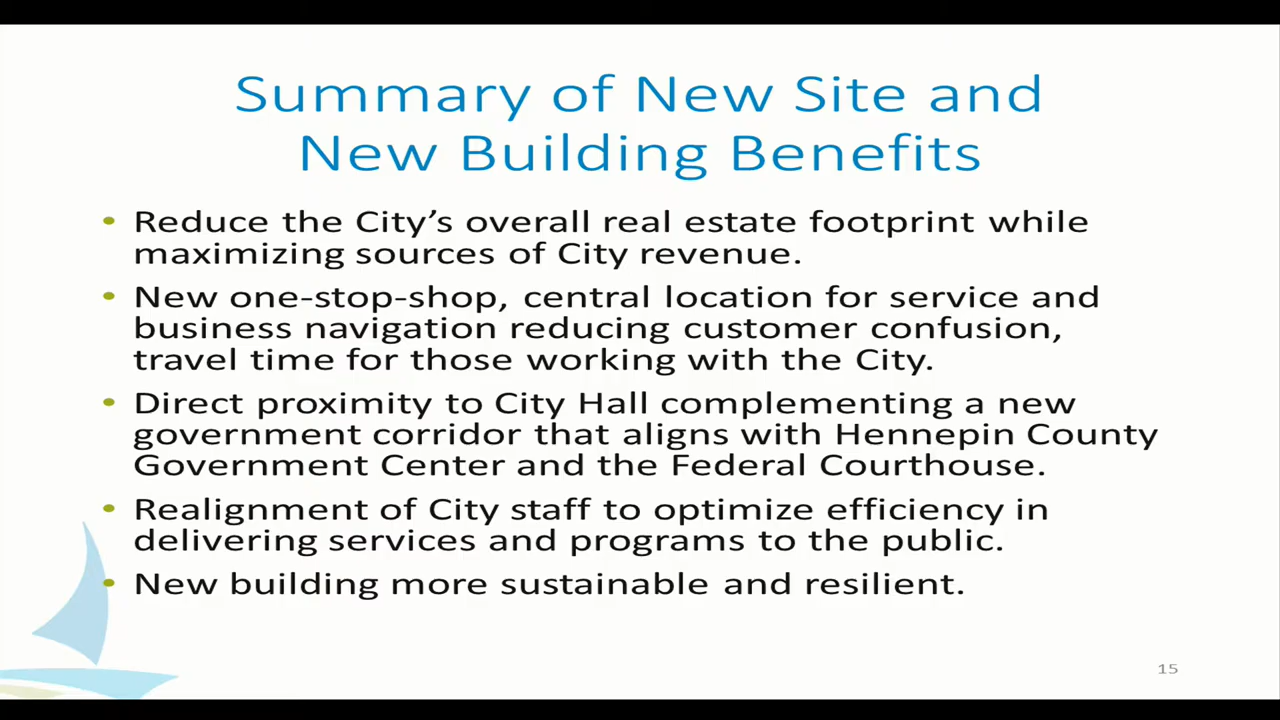 Summary of New Site and
New Building Benefits
• Reduce the City’s overall real estate footprint while
maximizing sources of City revenue.
• New one-stop-shop, central location for service and
business navigation reducing customer confusion,
travel time for those working with the City.
• Direct proximity to City Hall complementing a new
government corridor that aligns with Hennepin County
Government Center and the Federal Courthouse.
• Realignment of City staff to optimize efficiency in
delivering services and programs to the public.
• New building more sustainable and resilient.
15